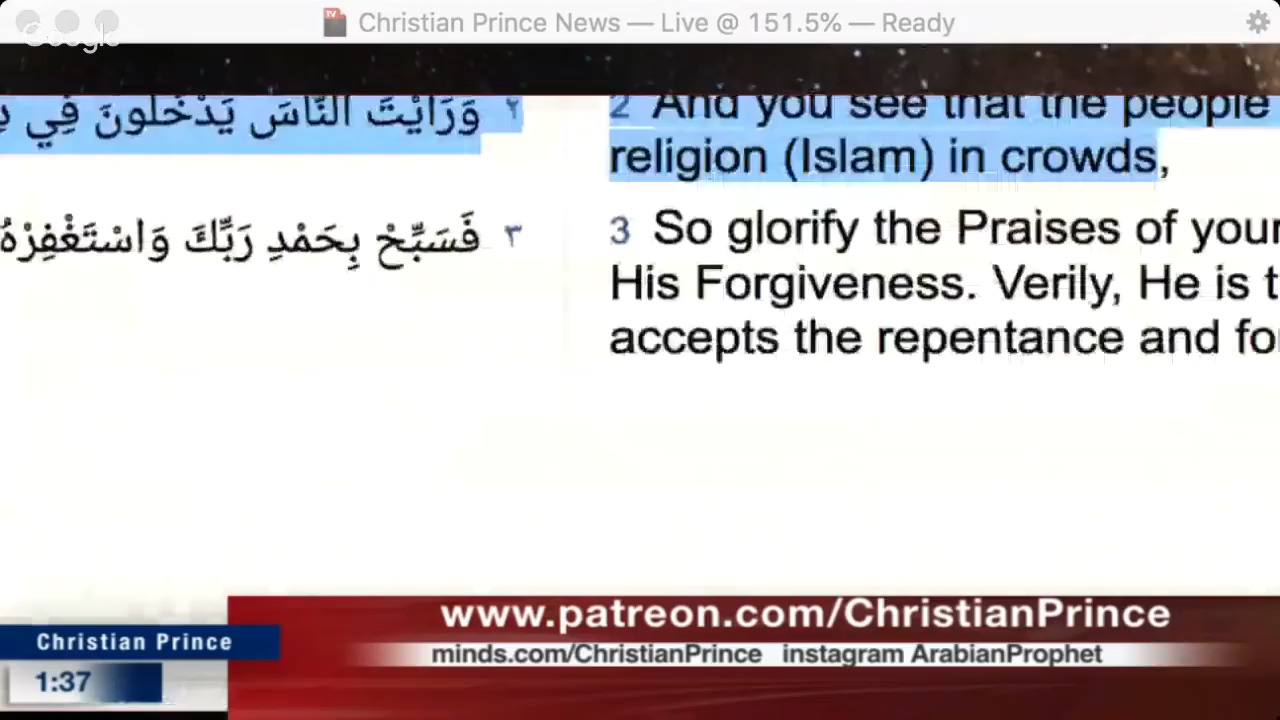 Christian Prince News — Live @ 151.5% — Ready
Google
٢ وَرَأَيْتَ النَّاسَ يَدْخُلُونَ فِي
2 And you see that the people
religion (Islam) in crowds,
٣ فَسَبِّحْ بِحَمْدِ رَبِّكَ وَاسْتَغْفِرْهُ
3 So glorify the Praises of your
His Forgiveness. Verily, He is t
accepts the repentance and fo
www.patreon.com/ChristianPrince
Christian Prince
minds.com/ChristianPrince instagram ArabianProphet
1:37